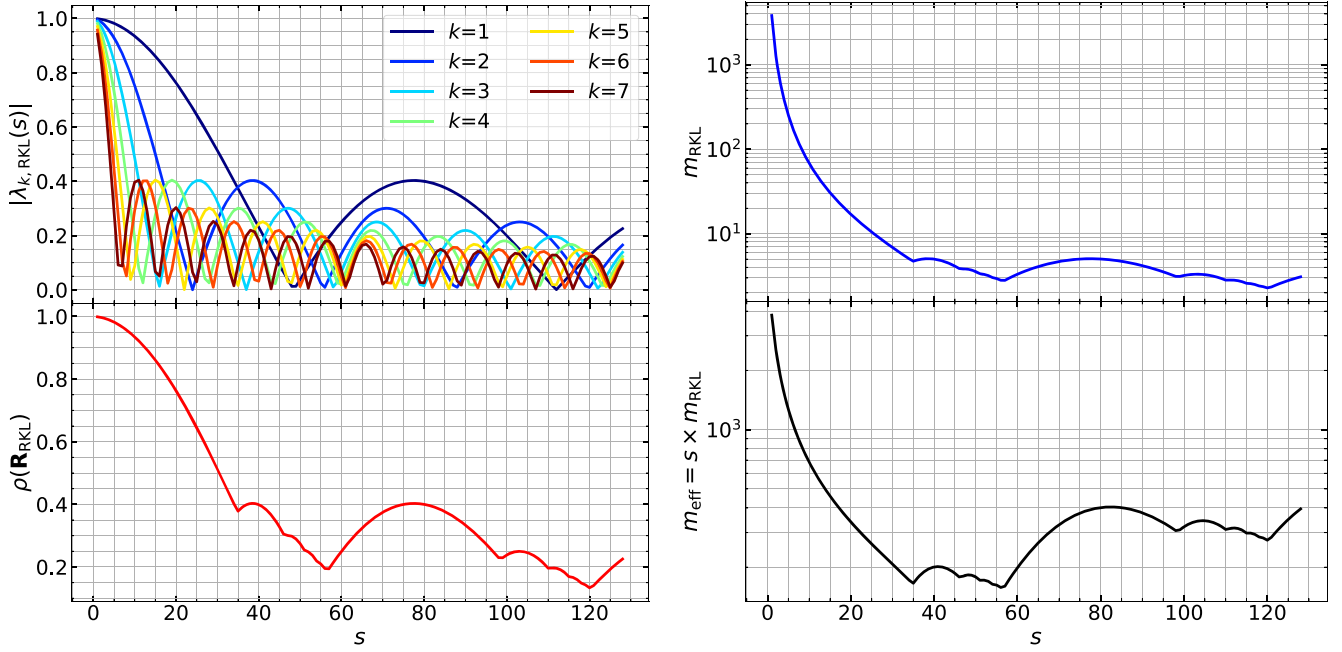 |λk, RKL(s)|
1.0
0.8
0.6
0.4
0.2
0.0
k=1
k=2
k=3
k=4
k=5
k=6
k=7
ρ(RRKL)
1.0
0.8
0.6
0.4
0.2
0 20 40 60 80 100 120
s
mRKL
10³
10²
10¹
meff = s × mRKL
10³
0 20 40 60 80 100 120
s